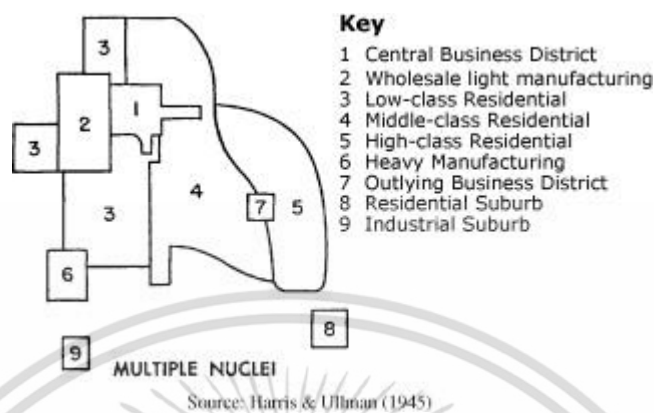 Key
1 Central Business District
2 Wholesale light manufacturing
3 Low-class Residential
4 Middle-class Residential
5 High-class Residential
6 Heavy Manufacturing
7 Outlying Business District
8 Residential Suburb
9 Industrial Suburb
3
1
2
3
4
3
7
5
6
8
9
MULTIPLE NUCLEI
Source: Harris & Ullman (1945)